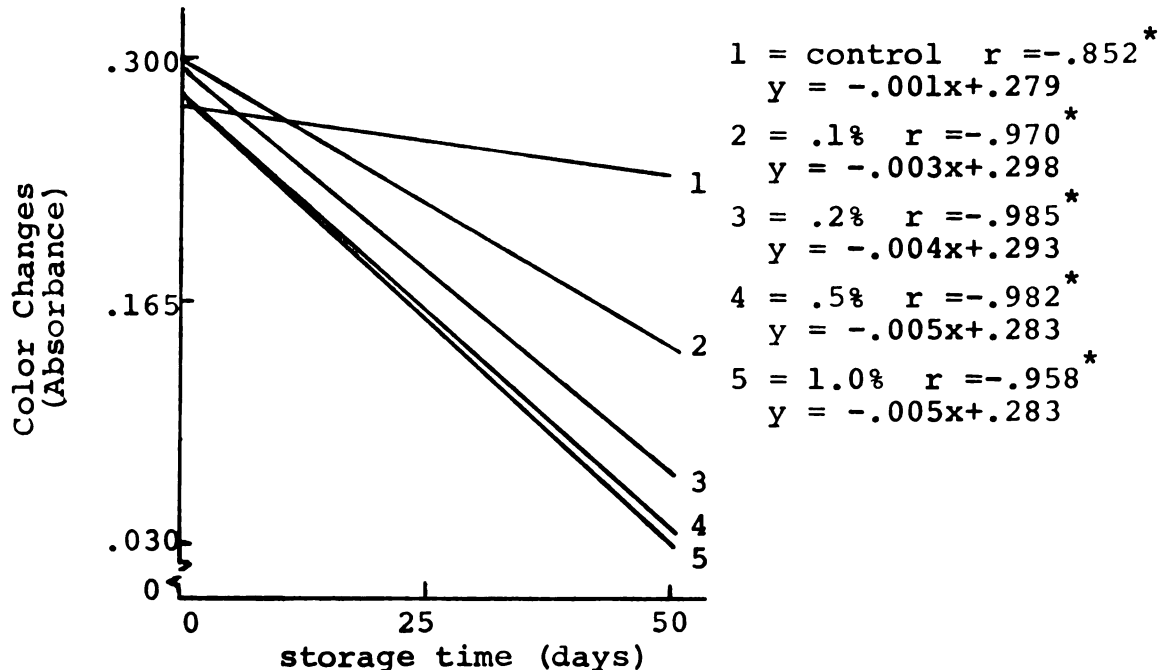 .300
.165
.030
0
Color Changes
(Absorbance)
0 25 50
storage time (days)
1
2
3
4
5
1 = control r =-.852*
y = -.001x+.279
2 = .1% r =-.970*
y = -.003x+.298
3 = .2% r =-.985*
y = -.004x+.293
4 = .5% r =-.982*
y = -.005x+.283
5 = 1.0% r =-.958*
y = -.005x+.283